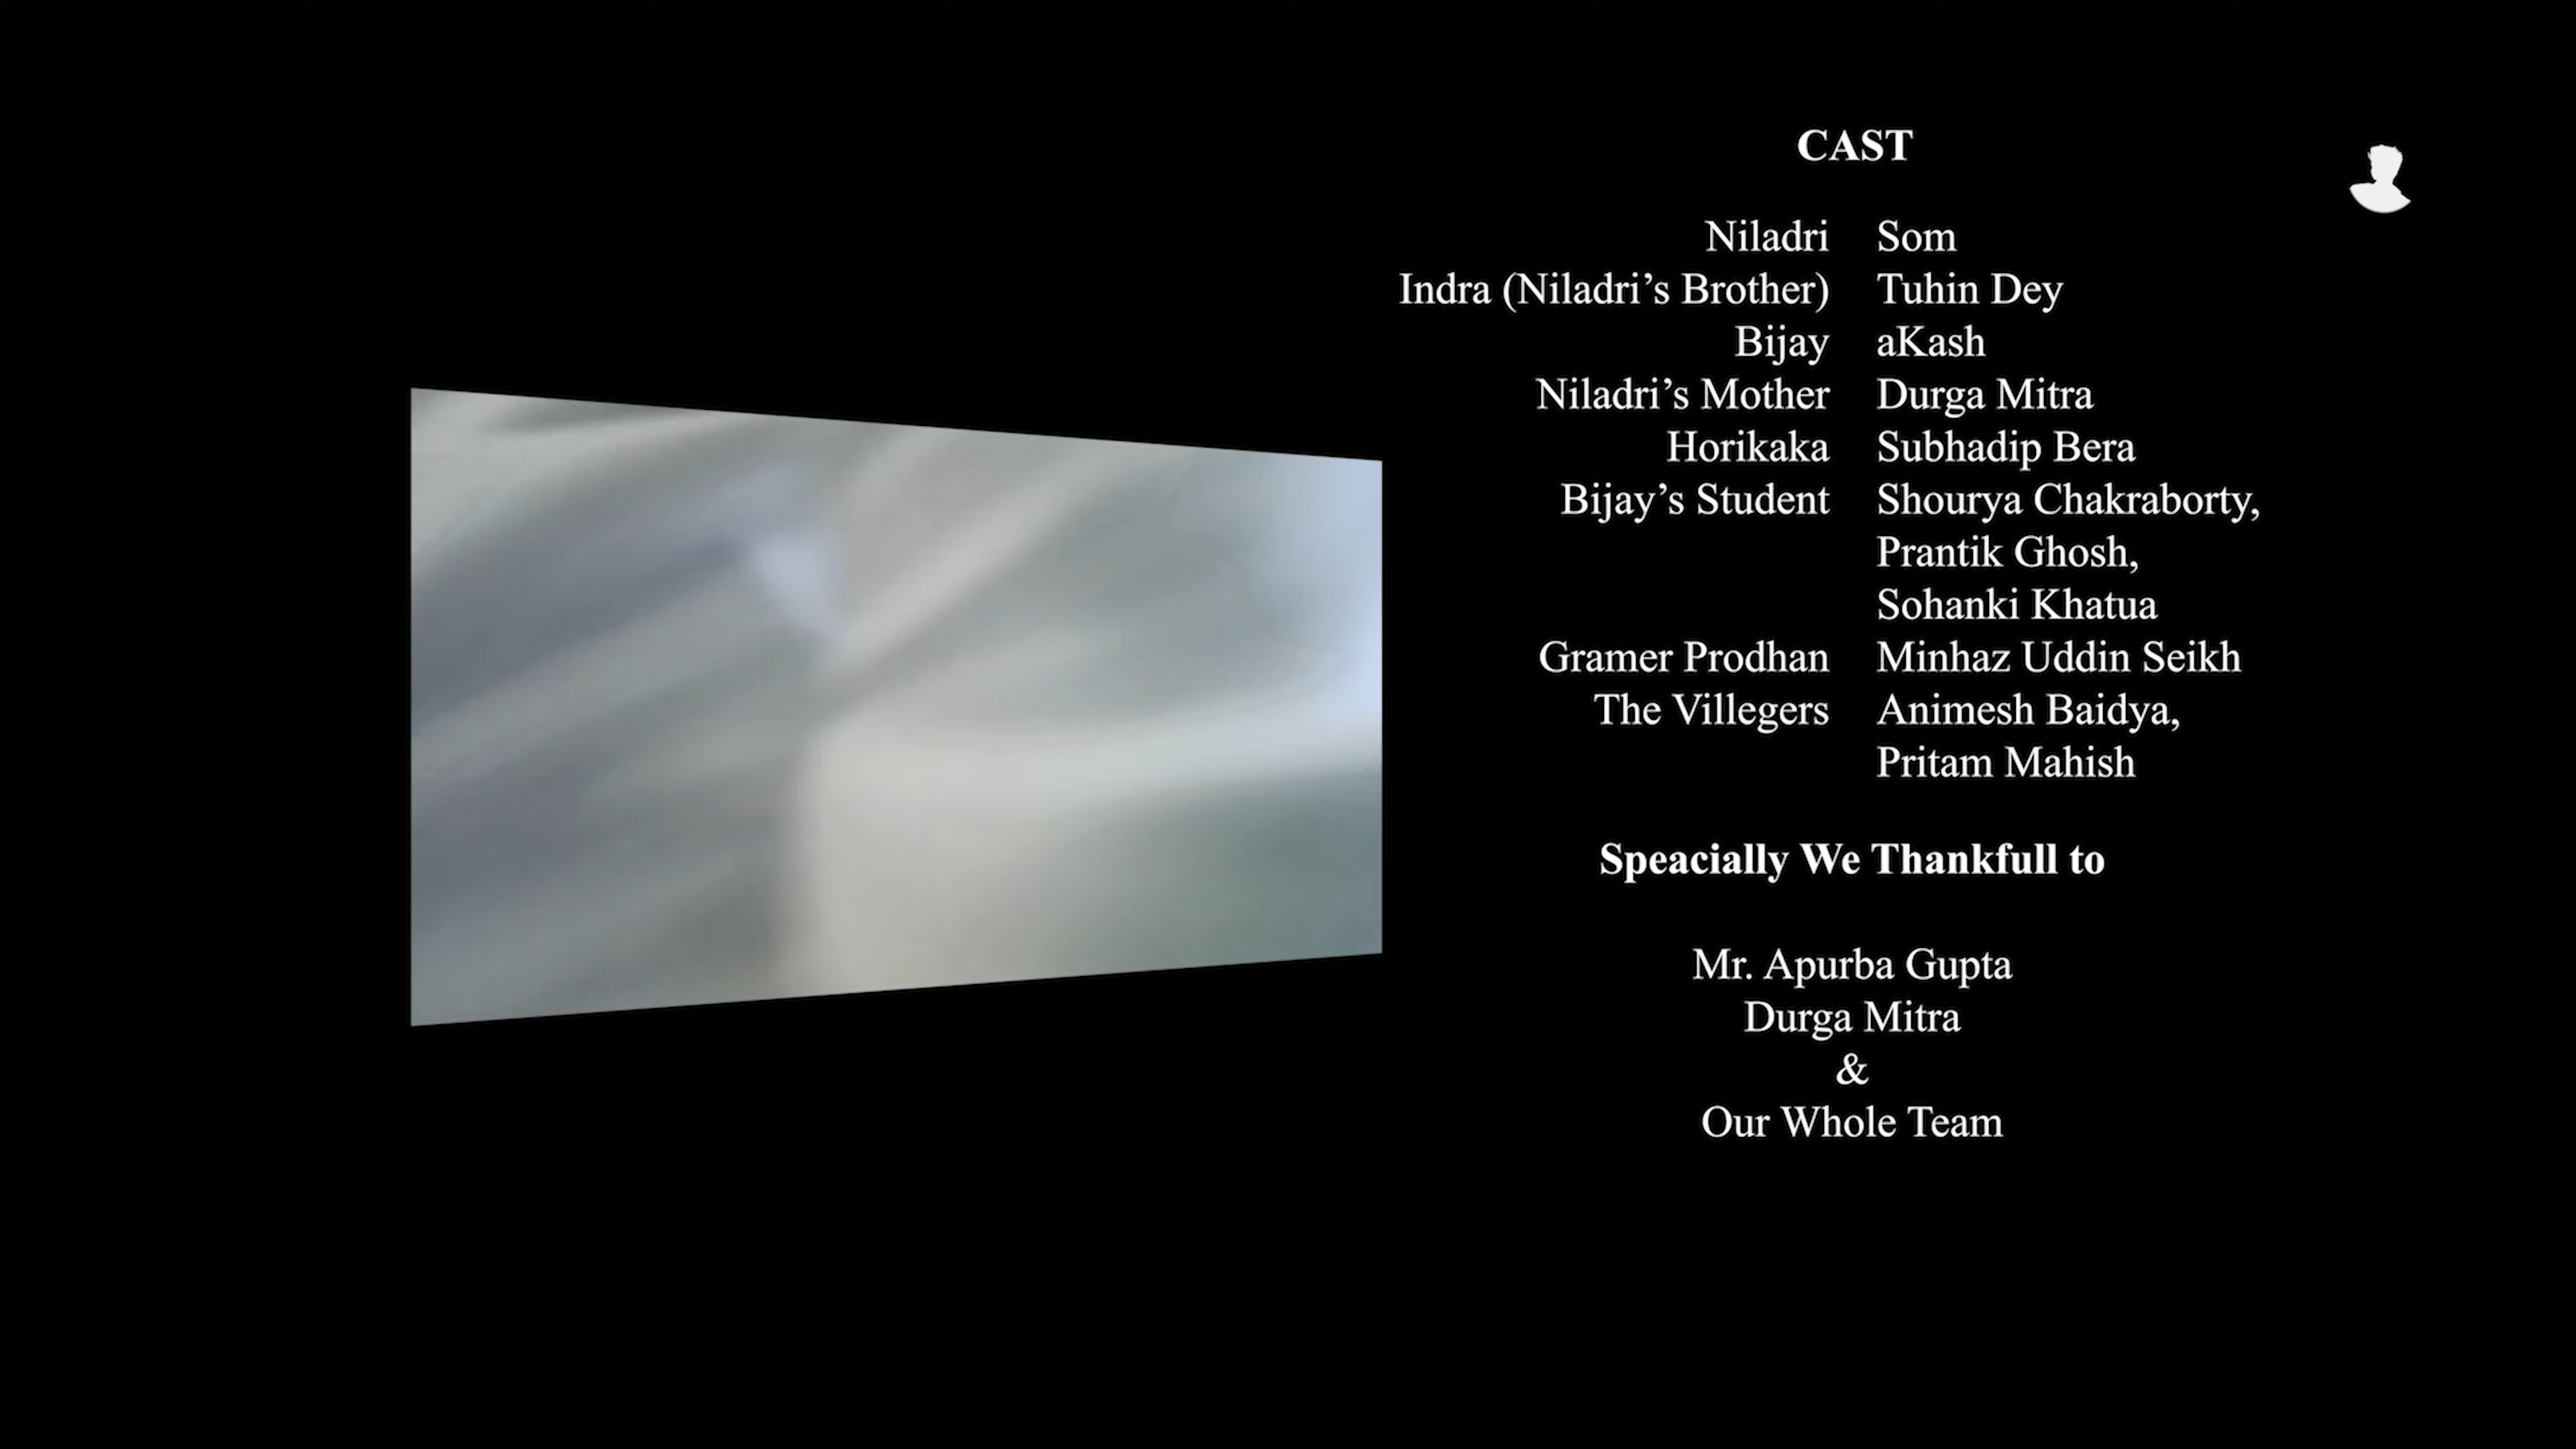 CAST
Niladri Som
Indra (Niladri’s Brother) Tuhin Dey
Bijay aKash
Niladri’s Mother Durga Mitra
Horikaka Subhadip Bera
Bijay’s Student Shourya Chakraborty,
Prantik Ghosh,
Sohanki Khatua
Gramer Prodhan Minhaz Uddin Seikh
The Villegers Animesh Baidya,
Pritam Mahish
Speacially We Thankfull to
Mr. Apurba Gupta
Durga Mitra
&
Our Whole Team